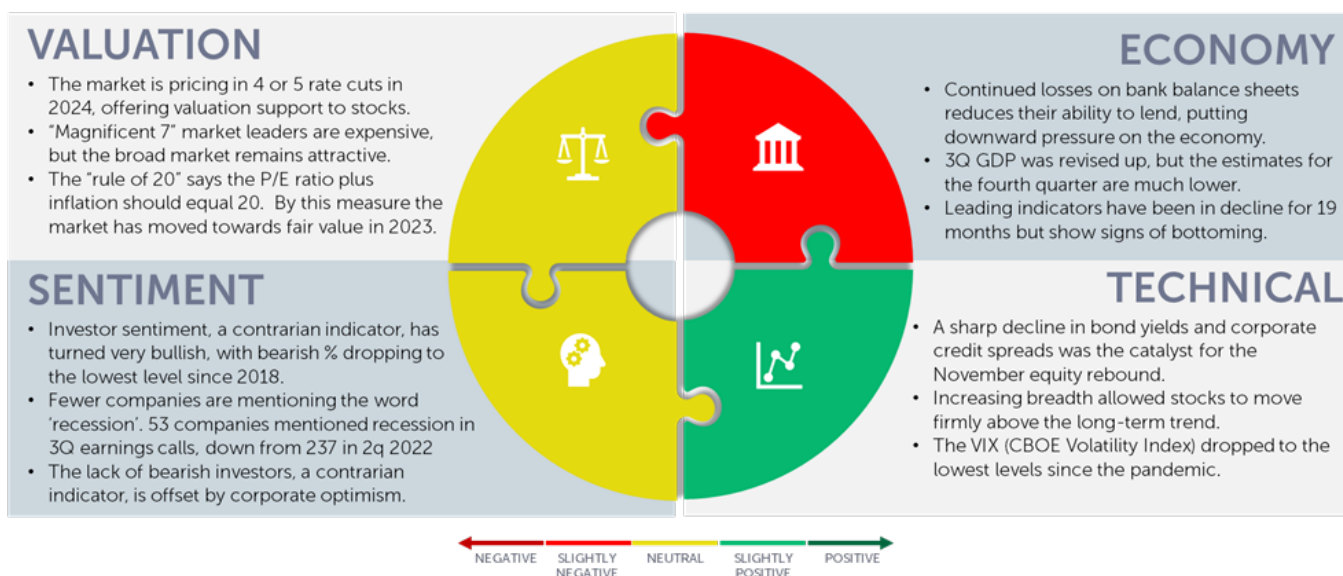 VALUATION
• The market is pricing in 4 or 5 rate cuts in
2024, offering valuation support to stocks.
• “Magnificent 7” market leaders are expensive,
but the broad market remains attractive.
• The “rule of 20” says the P/E ratio plus
inflation should equal 20.  By this measure the
market has moved towards fair value in 2023.
ECONOMY
• Continued losses on bank balance sheets
reduces their ability to lend, putting
downward pressure on the economy.
• 3Q GDP was revised up, but the estimates for
the fourth quarter are much lower.
• Leading indicators have been in decline for 19
months but show signs of bottoming.
SENTIMENT
• Investor sentiment, a contrarian indicator, has
turned very bullish, with bearish % dropping to
the lowest level since 2018.
• Fewer companies are mentioning the word
‘recession’. 53 companies mentioned recession in
3Q earnings calls, down from 237 in 2q 2022
• The lack of bearish investors, a contrarian
indicator, is offset by corporate optimism.
TECHNICAL
• A sharp decline in bond yields and corporate
credit spreads was the catalyst for the
November equity rebound.
• Increasing breadth allowed stocks to move
firmly above the long-term trend.
• The VIX (CBOE Volatility Index) dropped to the
lowest levels since the pandemic.
NEGATIVE
SLIGHTLY
NEGATIVE
NEUTRAL
SLIGHTLY
POSITIVE
POSITIVE